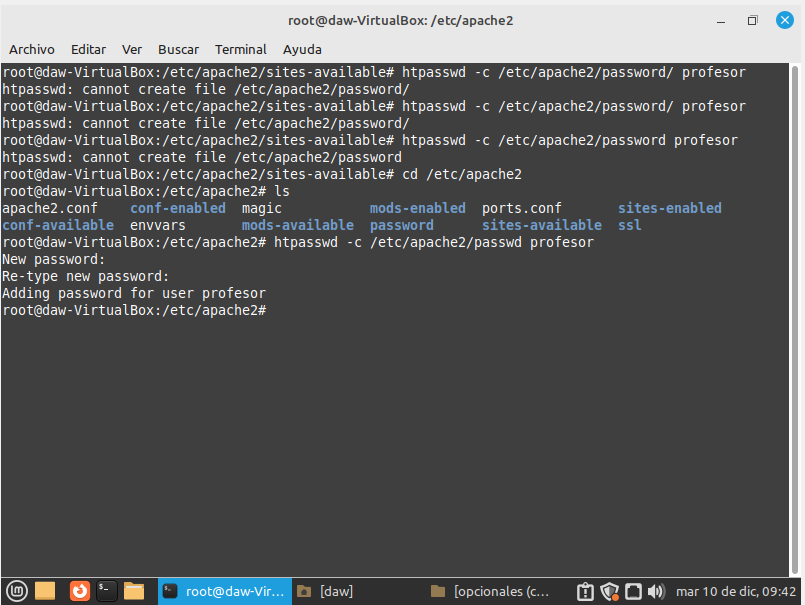 root@daw-VirtualBox: /etc/apache2
Archivo Editar Ver Buscar Terminal Ayuda
root@daw-VirtualBox:/etc/apache2/sites-available# htpasswd -c /etc/apache2/password/ profesor
htpasswd: cannot create file /etc/apache2/password/
root@daw-VirtualBox:/etc/apache2/sites-available# htpasswd -c /etc/apache2/password/ profesor
htpasswd: cannot create file /etc/apache2/password/
root@daw-VirtualBox:/etc/apache2/sites-available# htpasswd -c /etc/apache2/password profesor
htpasswd: cannot create file /etc/apache2/password
root@daw-VirtualBox:/etc/apache2/sites-available# cd /etc/apache2
root@daw-VirtualBox:/etc/apache2# ls
apache2.conf conf-enabled magic mods-enabled ports.conf sites-enabled
conf-available envvars mods-available password sites-available ssl
root@daw-VirtualBox:/etc/apache2# htpasswd -c /etc/apache2/passwd profesor
New password:
Re-type new password:
Adding password for user profesor
root@daw-VirtualBox:/etc/apache2#
root@daw-Vir... [daw] [opcionales (c... mar 10 de dic, 09:42